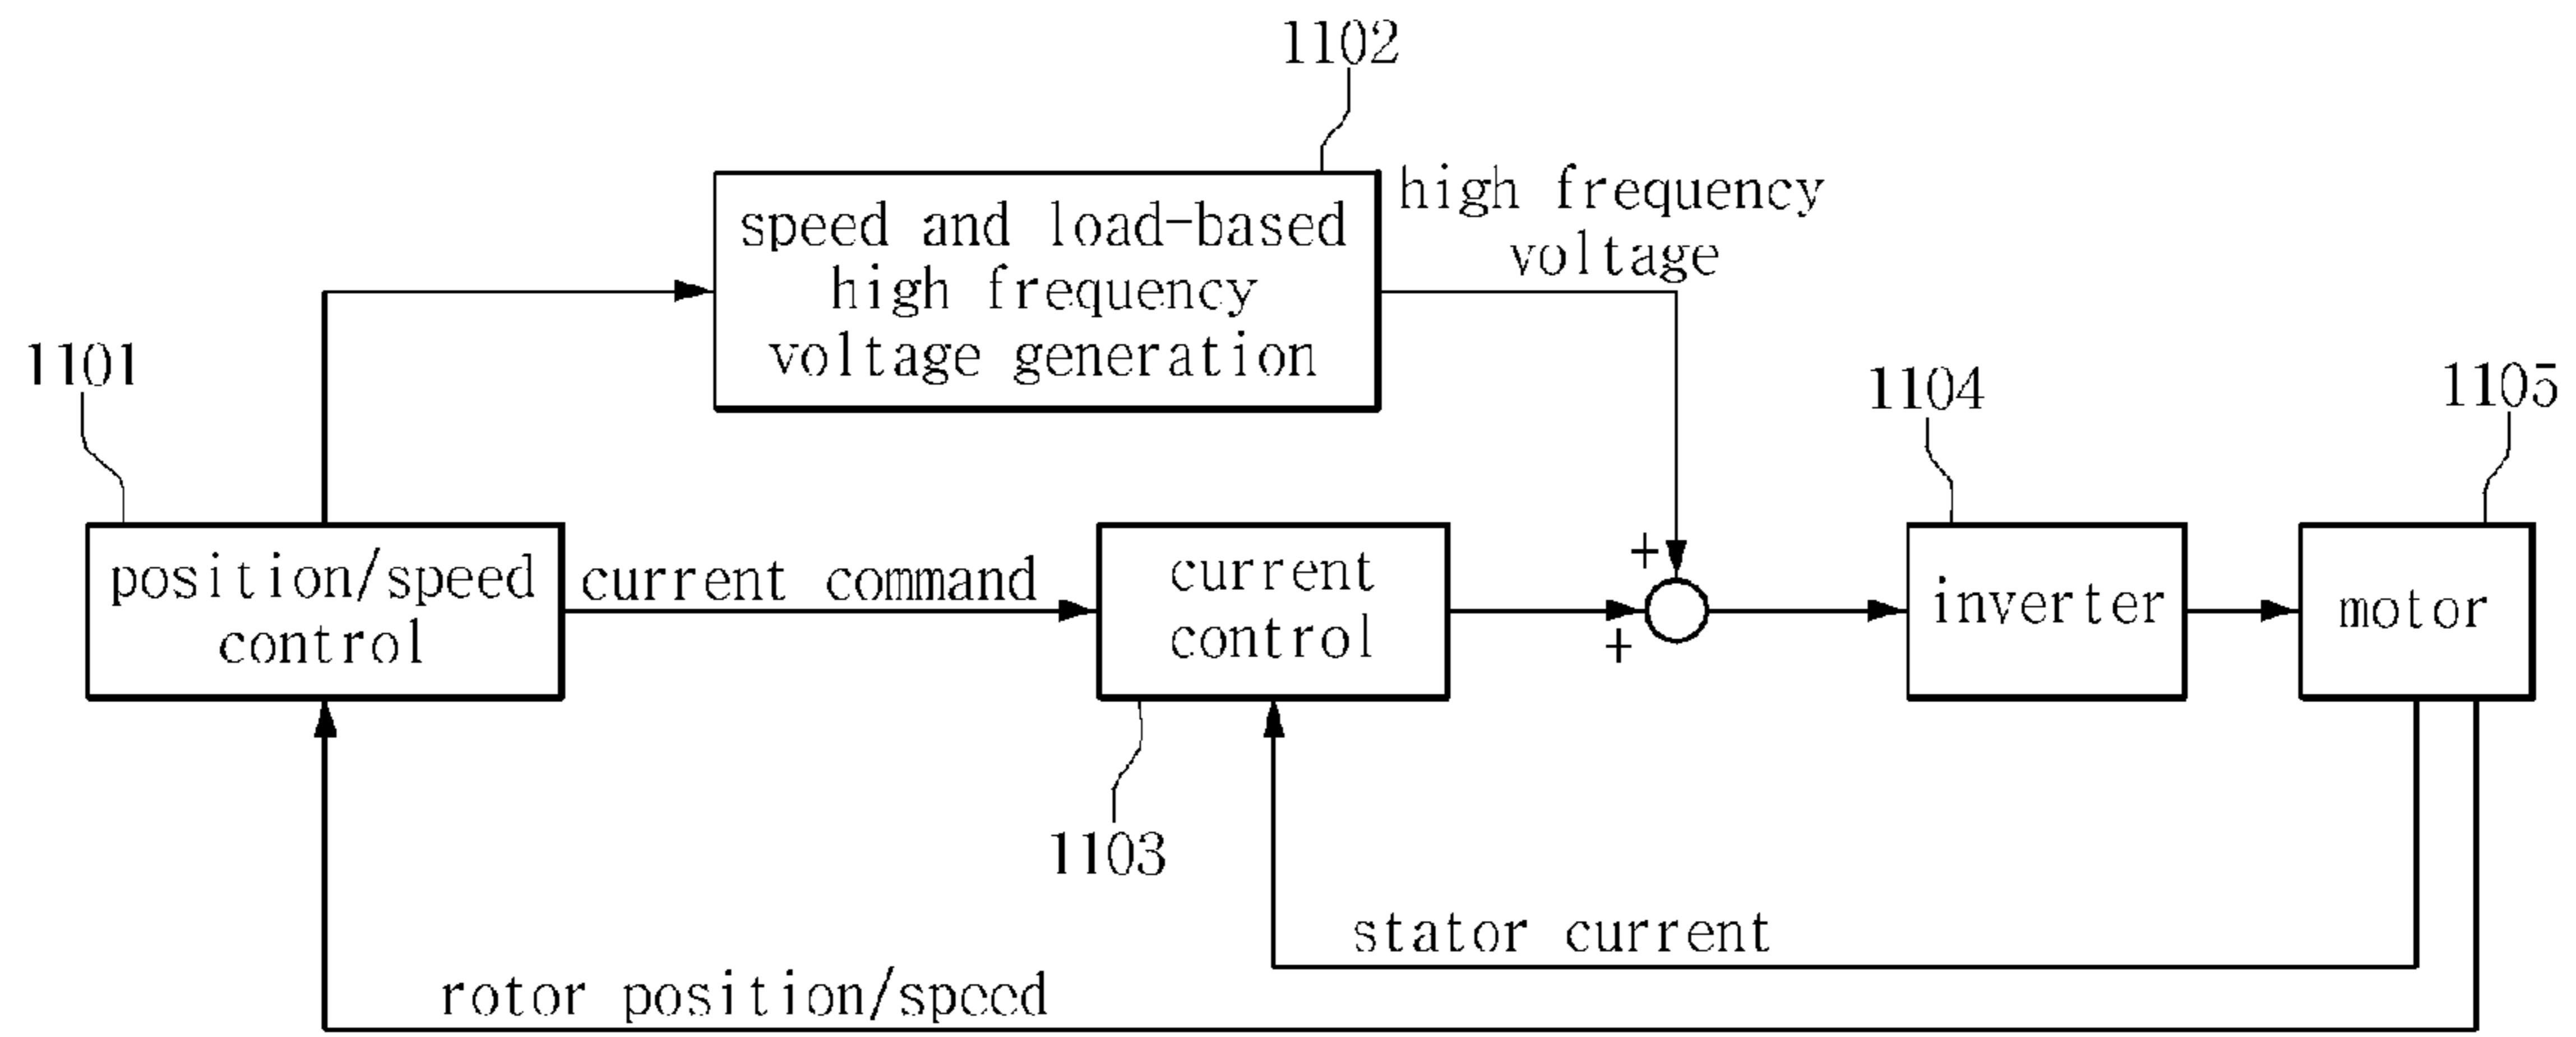 1102
speed and load-based
high frequency
voltage generation
high frequency
voltage
1101
1104
1105
position/speed
control
current command
current
control
+
+
inverter
motor
1103
stator current
rotor position/speed